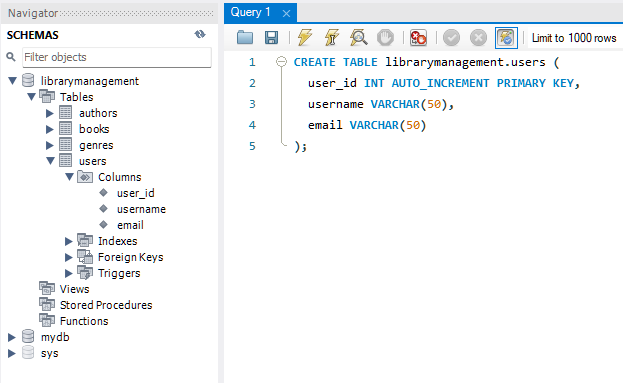 Navigator
SCHEMAS
Filter objects
librarymanagement
Tables
authors
books
genres
users
Columns
user_id
username
email
Indexes
Foreign Keys
Triggers
Views
Stored Procedures
Functions
mydb
sys
Query 1
Limit to 1000 rows
1 CREATE TABLE librarymanagement.users (
2 user_id INT AUTO_INCREMENT PRIMARY KEY,
3 username VARCHAR(50),
4 email VARCHAR(50)
5 );